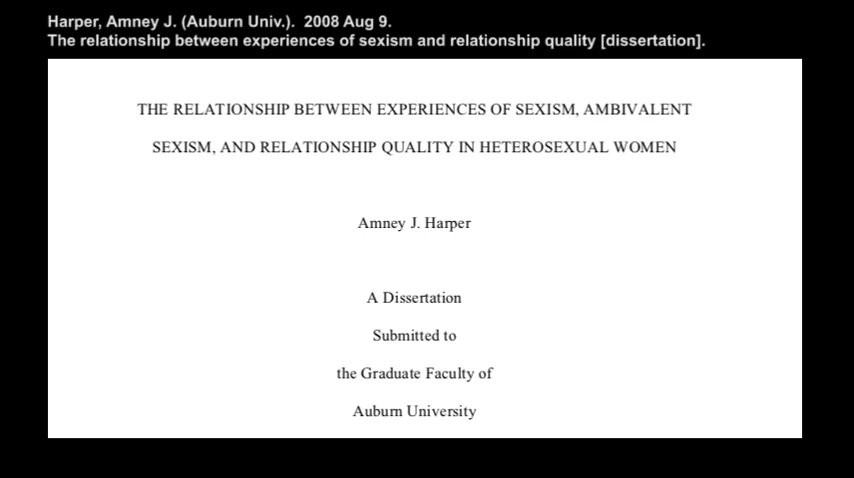 Harper, Amney J. (Auburn Univ.).  2008 Aug 9.
The relationship between experiences of sexism and relationship quality [dissertation].
THE RELATIONSHIP BETWEEN EXPERIENCES OF SEXISM, AMBIVALENT
SEXISM, AND RELATIONSHIP QUALITY IN HETEROSEXUAL WOMEN
Amney J. Harper
A Dissertation
Submitted to
the Graduate Faculty of
Auburn University